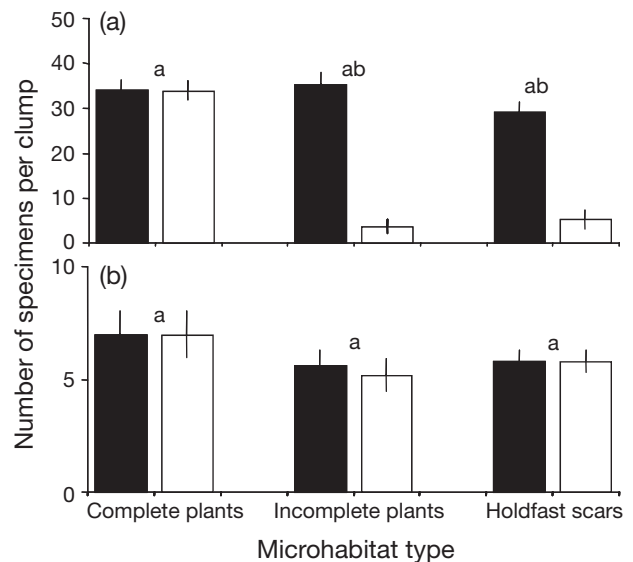 Number of specimens per clump
(a)
50
40
30
20
10
0
a
ab
ab
(b)
10
5
0
a
a
a
Complete plants Incomplete plants Holdfast scars
Microhabitat type